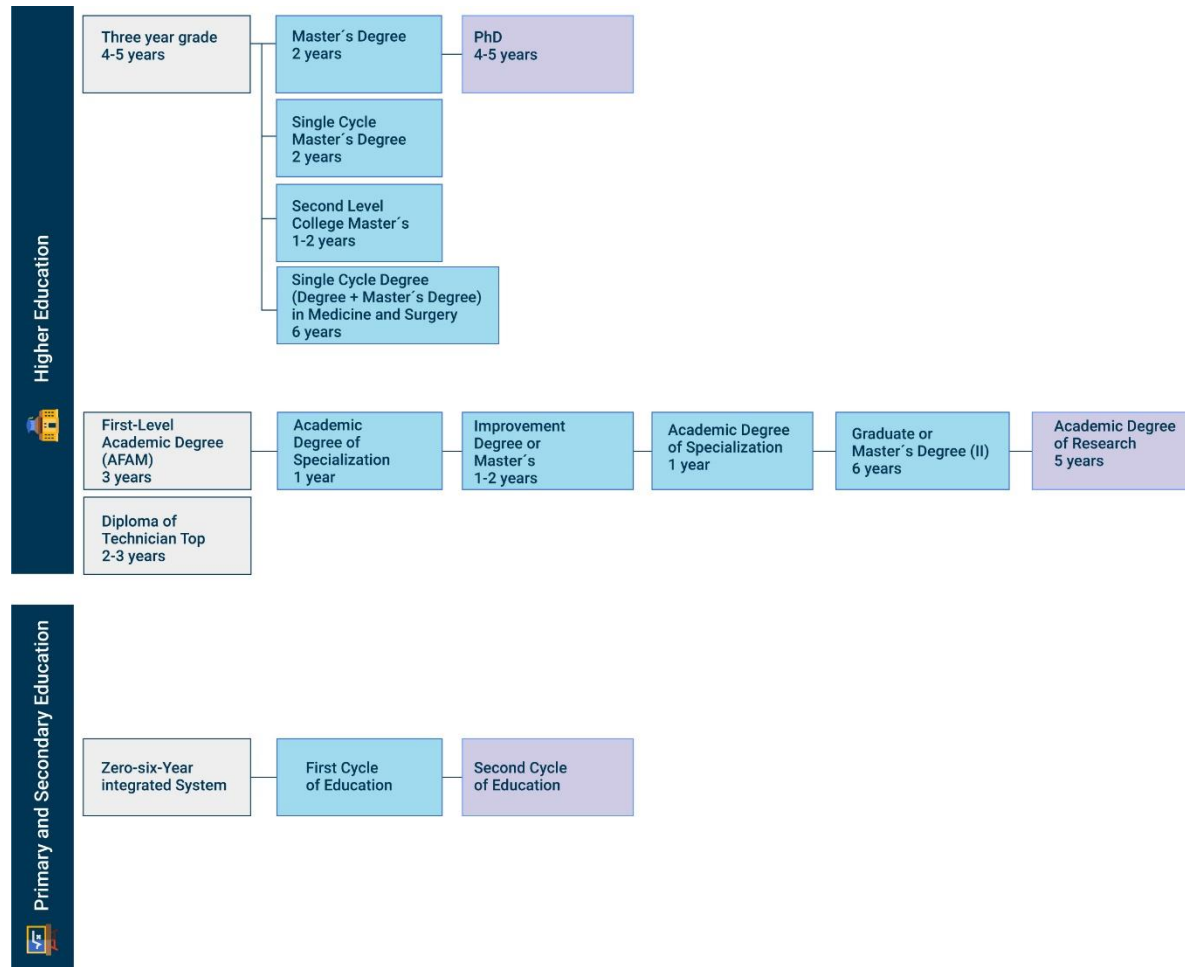 Higher Education
Three year grade
4-5 years
Master´s Degree
2 years
PhD
4-5 years
Single Cycle
Master´s Degree
2 years
Second Level
College Master´s
1-2 years
Single Cycle Degree
(Degree + Master´s Degree)
in Medicine and Surgery
6 years
First-Level
Academic Degree
(AFAM)
3 years
Academic
Degree of
Specialization
1 year
Improvement
Degree or
Master´s
1-2 years
Academic Degree
of Specialization
1 year
Graduate or
Master´s Degree (II)
6 years
Academic Degree
of Research
5 years
Diploma of
Technician Top
2-3 years
Primary and Secondary Education
Zero-six-Year
integrated System
First Cycle
of Education
Second Cycle
of Education